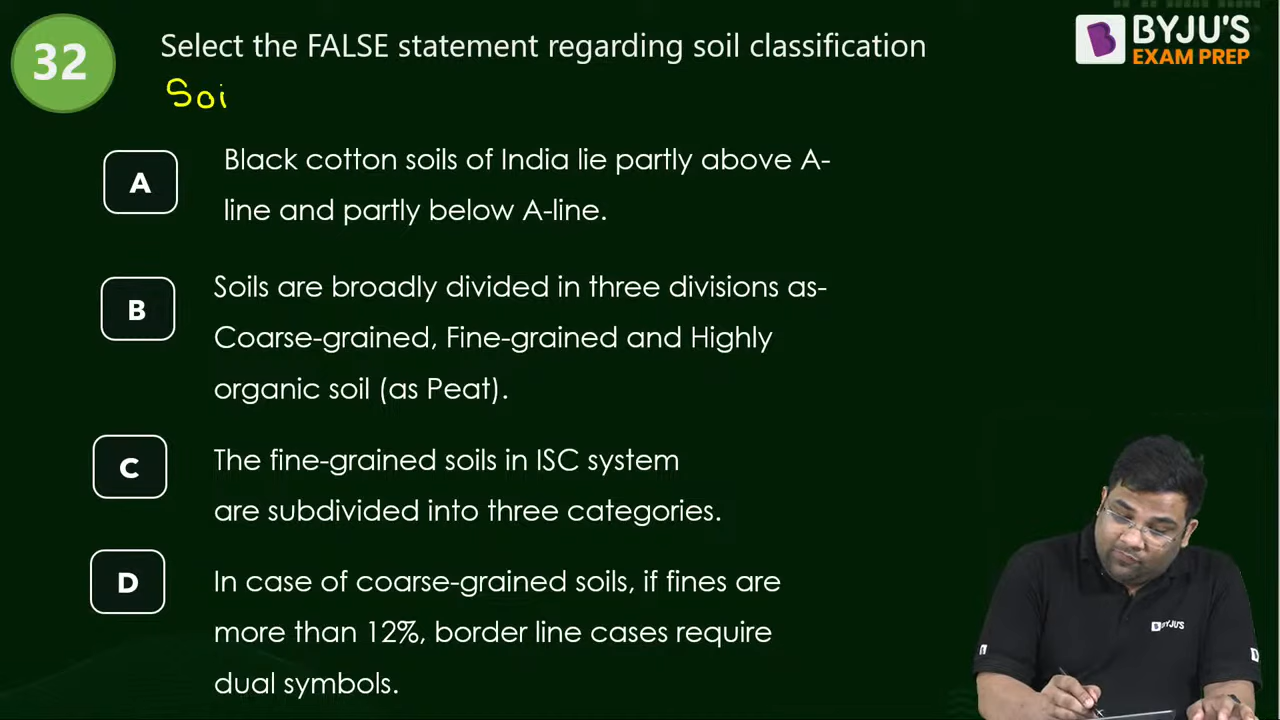 32
Select the FALSE statement regarding soil classification
BYJU'S
EXAM PREP
Soi
A
Black cotton soils of India lie partly above A-
line and partly below A-line.
B
Soils are broadly divided in three divisions as-
Coarse-grained, Fine-grained and Highly
organic soil (as Peat).
C
The fine-grained soils in ISC system
are subdivided into three categories.
D
In case of coarse-grained soils, if fines are
more than 12%, border line cases require
dual symbols.
BYJU'S